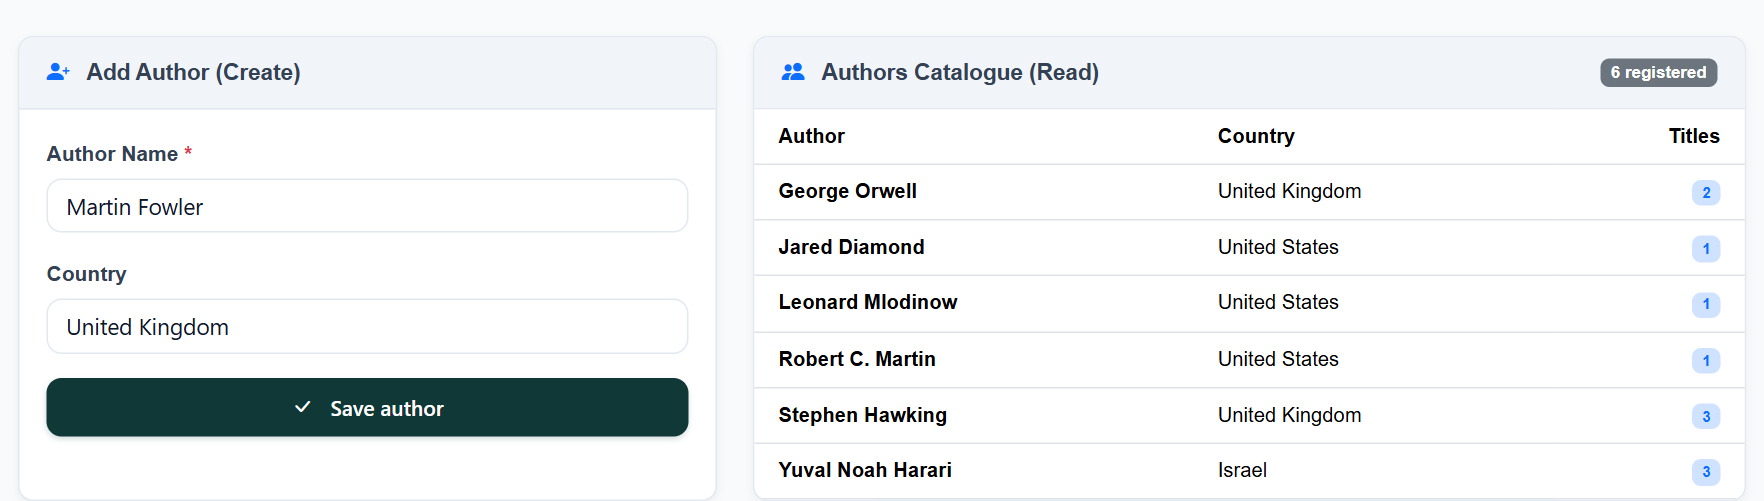 Add Author (Create)
Author Name *
Martin Fowler
Country
United Kingdom
Save author
Authors Catalogue (Read)
6 registered
Author Country Titles
George Orwell United Kingdom 2
Jared Diamond United States 1
Leonard Mlodinow United States 1
Robert C. Martin United States 1
Stephen Hawking United Kingdom 3
Yuval Noah Harari Israel 3